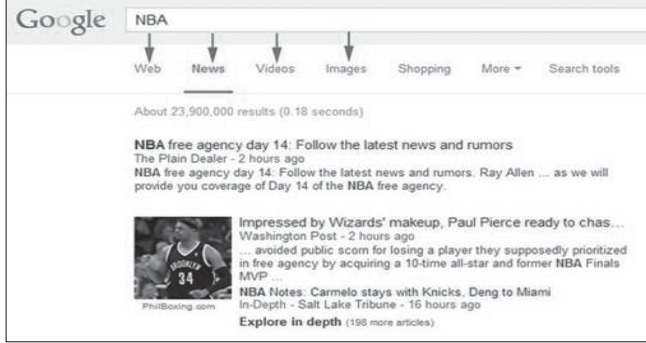 Google NBA
Web News Videos Images Shopping More Search tools
About 23,900,000 results (0.18 seconds)
NBA free agency day 14: Follow the latest news and rumors
The Plain Dealer - 2 hours ago
NBA free agency day 14: Follow the latest news and rumors. Ray Allen ... as we will
provide you coverage of Day 14 of the NBA free agency.
Impressed by Wizards' makeup, Paul Pierce ready to chas...
Washington Post - 2 hours ago
... avoided public scorn for losing a player they supposedly prioritized
in free agency by acquiring a 10-time all-star and former NBA Finals
MVP ...
BROOKLYN
34
PhilBoxing.com
NBA Notes: Carmelo stays with Knicks, Deng to Miami
In-Depth - Salt Lake Tribune - 16 hours ago
Explore in depth (198 more articles)